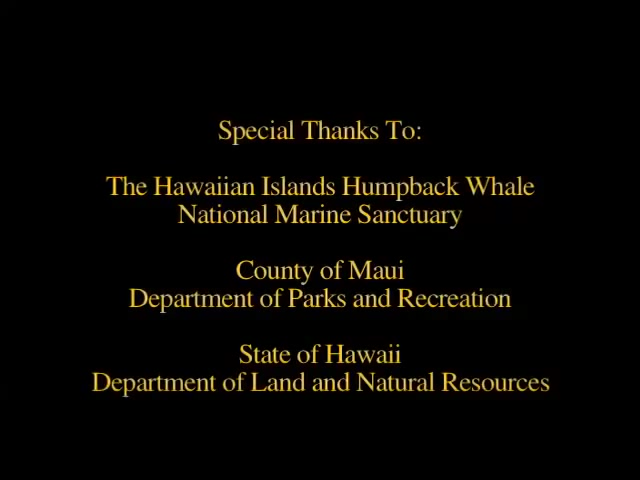 Special Thanks To:
The Hawaiian Islands Humpback Whale
National Marine Sanctuary
County of Maui
Department of Parks and Recreation
State of Hawaii
Department of Land and Natural Resources